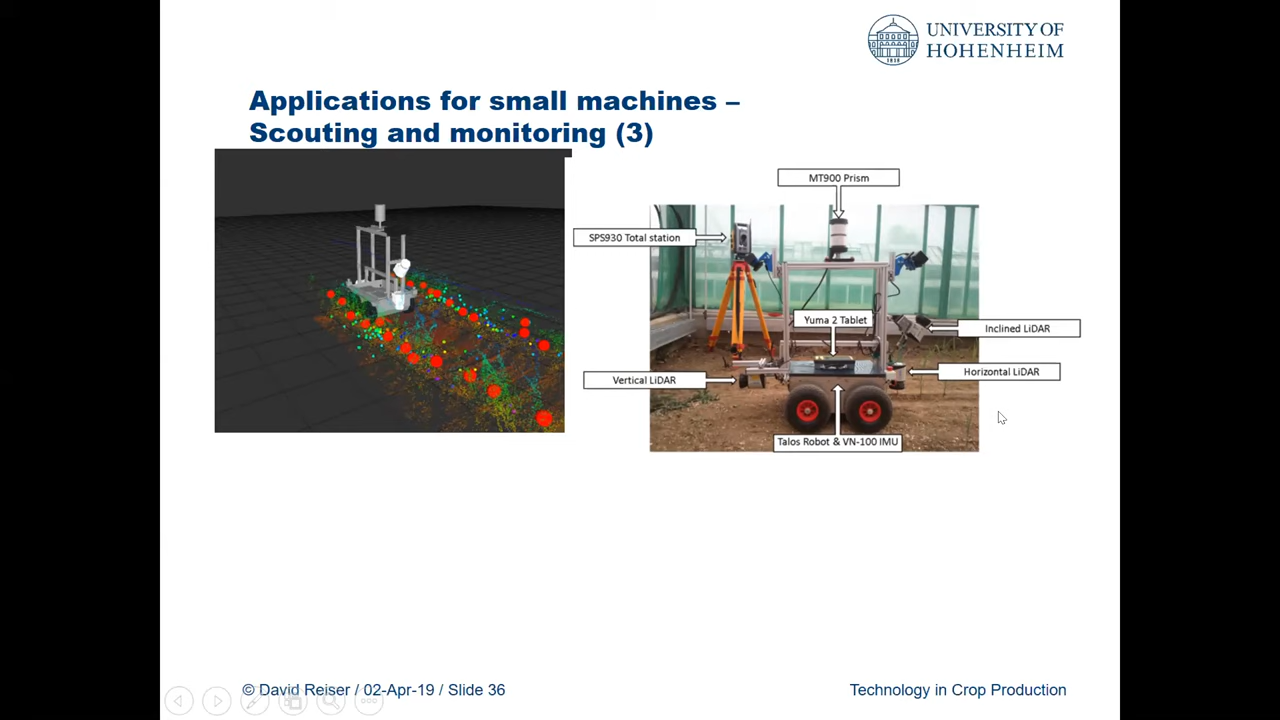 UNIVERSITY OF
HOHENHEIM
Applications for small machines –
Scouting and monitoring (3)
MT900 Prism
SPS930 Total station
Yuma 2 Tablet
Inclined LiDAR
Horizontal LiDAR
Vertical LiDAR
Talos Robot & VN-100 IMU
© David Reiser / 02-Apr-19 / Slide 36
Technology in Crop Production